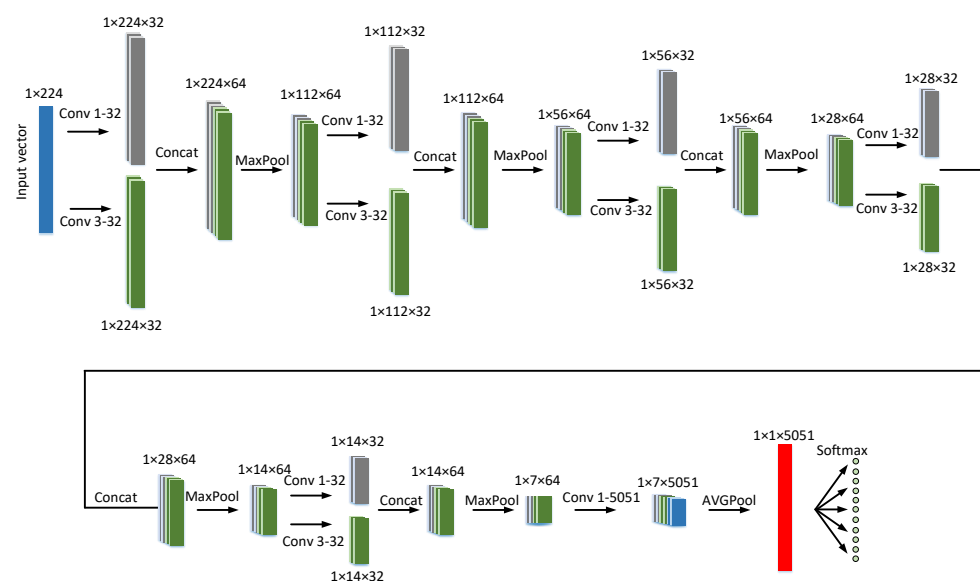 1×224
Input vector
Conv 1-32
Conv 3-32
1×224×32
1×224×32
Concat
1×224×64
MaxPool
1×112×64
Conv 1-32
Conv 3-32
1×112×32
1×112×32
Concat
1×112×64
MaxPool
1×56×64
Conv 1-32
Conv 3-32
1×56×32
1×56×32
Concat
1×56×64
MaxPool
1×28×64
Conv 1-32
Conv 3-32
1×28×32
1×28×32
Concat
1×28×64
MaxPool
1×14×64
Conv 1-32
Conv 3-32
1×14×32
1×14×32
Concat
1×14×64
MaxPool
1×7×64
Conv 1-5051
1×7×5051
AVGPool
1×1×5051
Softmax